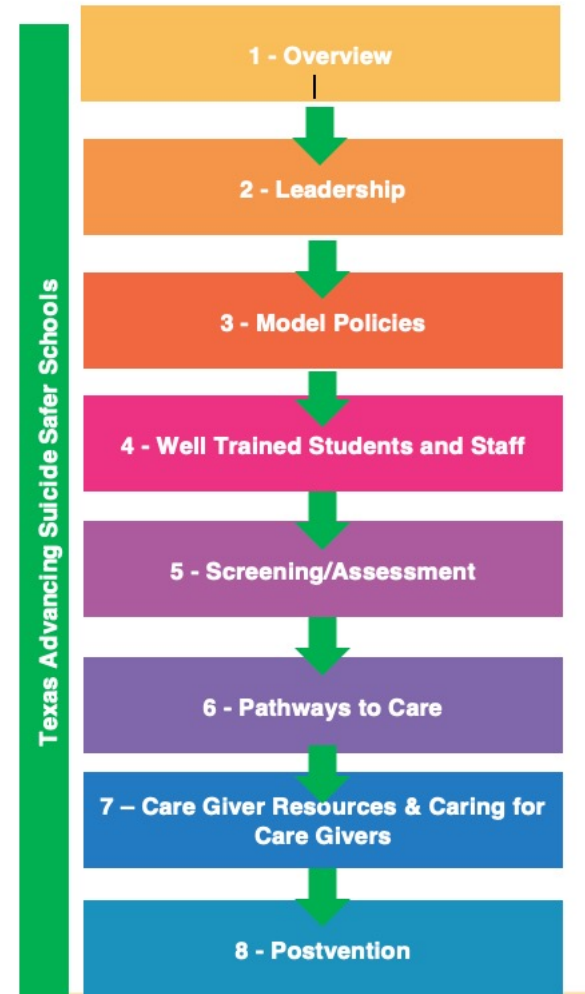 Texas Advancing Suicide Safer Schools
1 - Overview
2 - Leadership
3 - Model Policies
4 - Well Trained Students and Staff
5 - Screening/Assessment
6 - Pathways to Care
7 – Care Giver Resources & Caring for
Care Givers
8 - Postvention